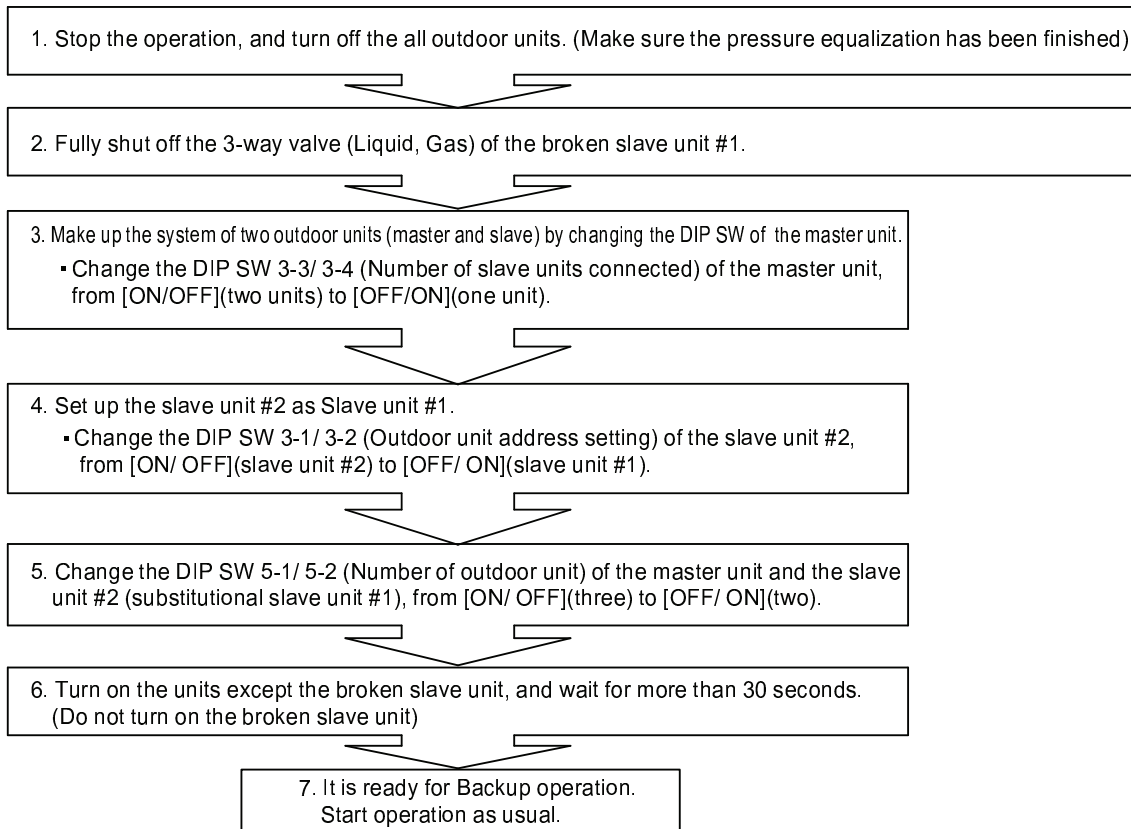 1. Stop the operation, and turn off the all outdoor units. (Make sure the pressure equalization has been finished)
2. Fully shut off the 3-way valve (Liquid, Gas) of the broken slave unit #1.
3. Make up the system of two outdoor units (master and slave) by changing the DIP SW of the master unit.
▪ Change the DIP SW 3-3/ 3-4 (Number of slave units connected) of the master unit,
from [ON/OFF](two units) to [OFF/ON](one unit).
4. Set up the slave unit #2 as Slave unit #1.
▪ Change the DIP SW 3-1/ 3-2 (Outdoor unit address setting) of the slave unit #2,
from [ON/ OFF](slave unit #2) to [OFF/ ON](slave unit #1).
5. Change the DIP SW 5-1/ 5-2 (Number of outdoor unit) of the master unit and the slave
unit #2 (substitutional slave unit #1), from [ON/ OFF](three) to [OFF/ ON](two).
6. Turn on the units except the broken slave unit, and wait for more than 30 seconds.
(Do not turn on the broken slave unit)
7. It is ready for Backup operation.
Start operation as usual.